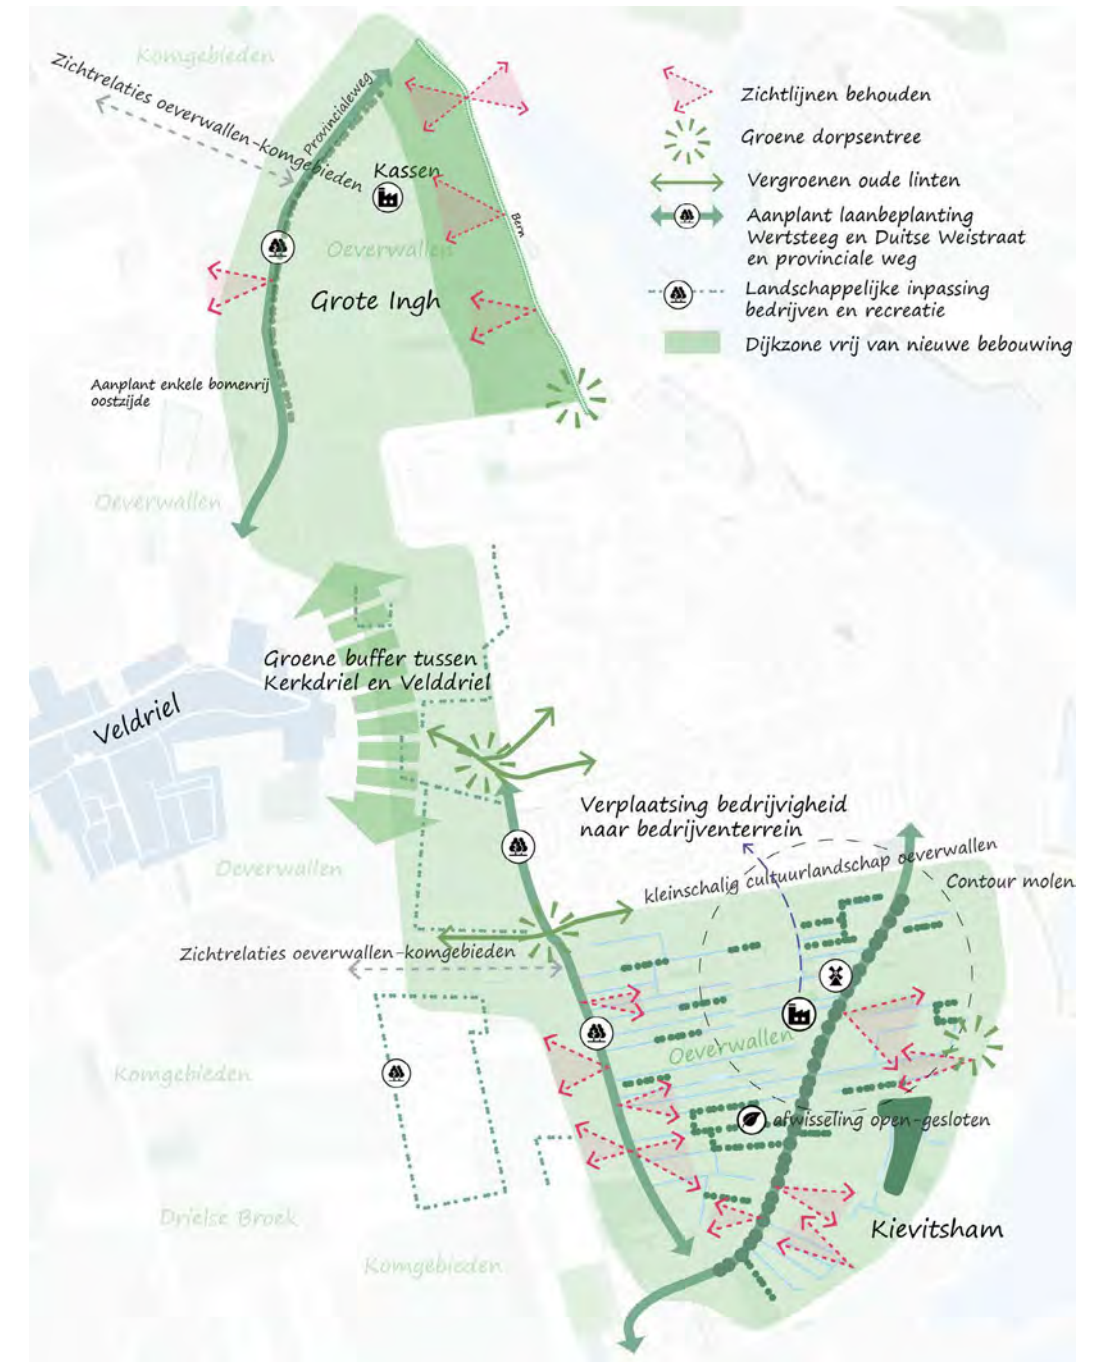 Komgebieden
Zichtrelaties oeverwallen-komgebieden
Provincialeweg
Kassen
Oeverwallen
Bern
Grote Ingh
Aanplant enkele bomenrij
oostzijde
Oeverwallen
Zichtlijnen behouden
Groene dorpsentree
Vergroenen oude linten
Aanplant laanbeplanting
Wertsteeg en Duitse Weistraat
en provinciale weg
Landschappelijke inpassing
bedrijven en recreatie
Dijkzone vrij van nieuwe bebouwing
Groene buffer tussen
Kerkdriel en Velddriel
Veldriel
Verplaatsing bedrijvigheid
naar bedrijventerrein
Oeverwallen
kleinschalig cultuurlandschap oeverwallen
Contour molen
Zichtrelaties oeverwallen-komgebieden
Oeverwallen
Komgebieden
afwisseling open-gesloten
Drielse Broek
Kievitsham
Komgebieden